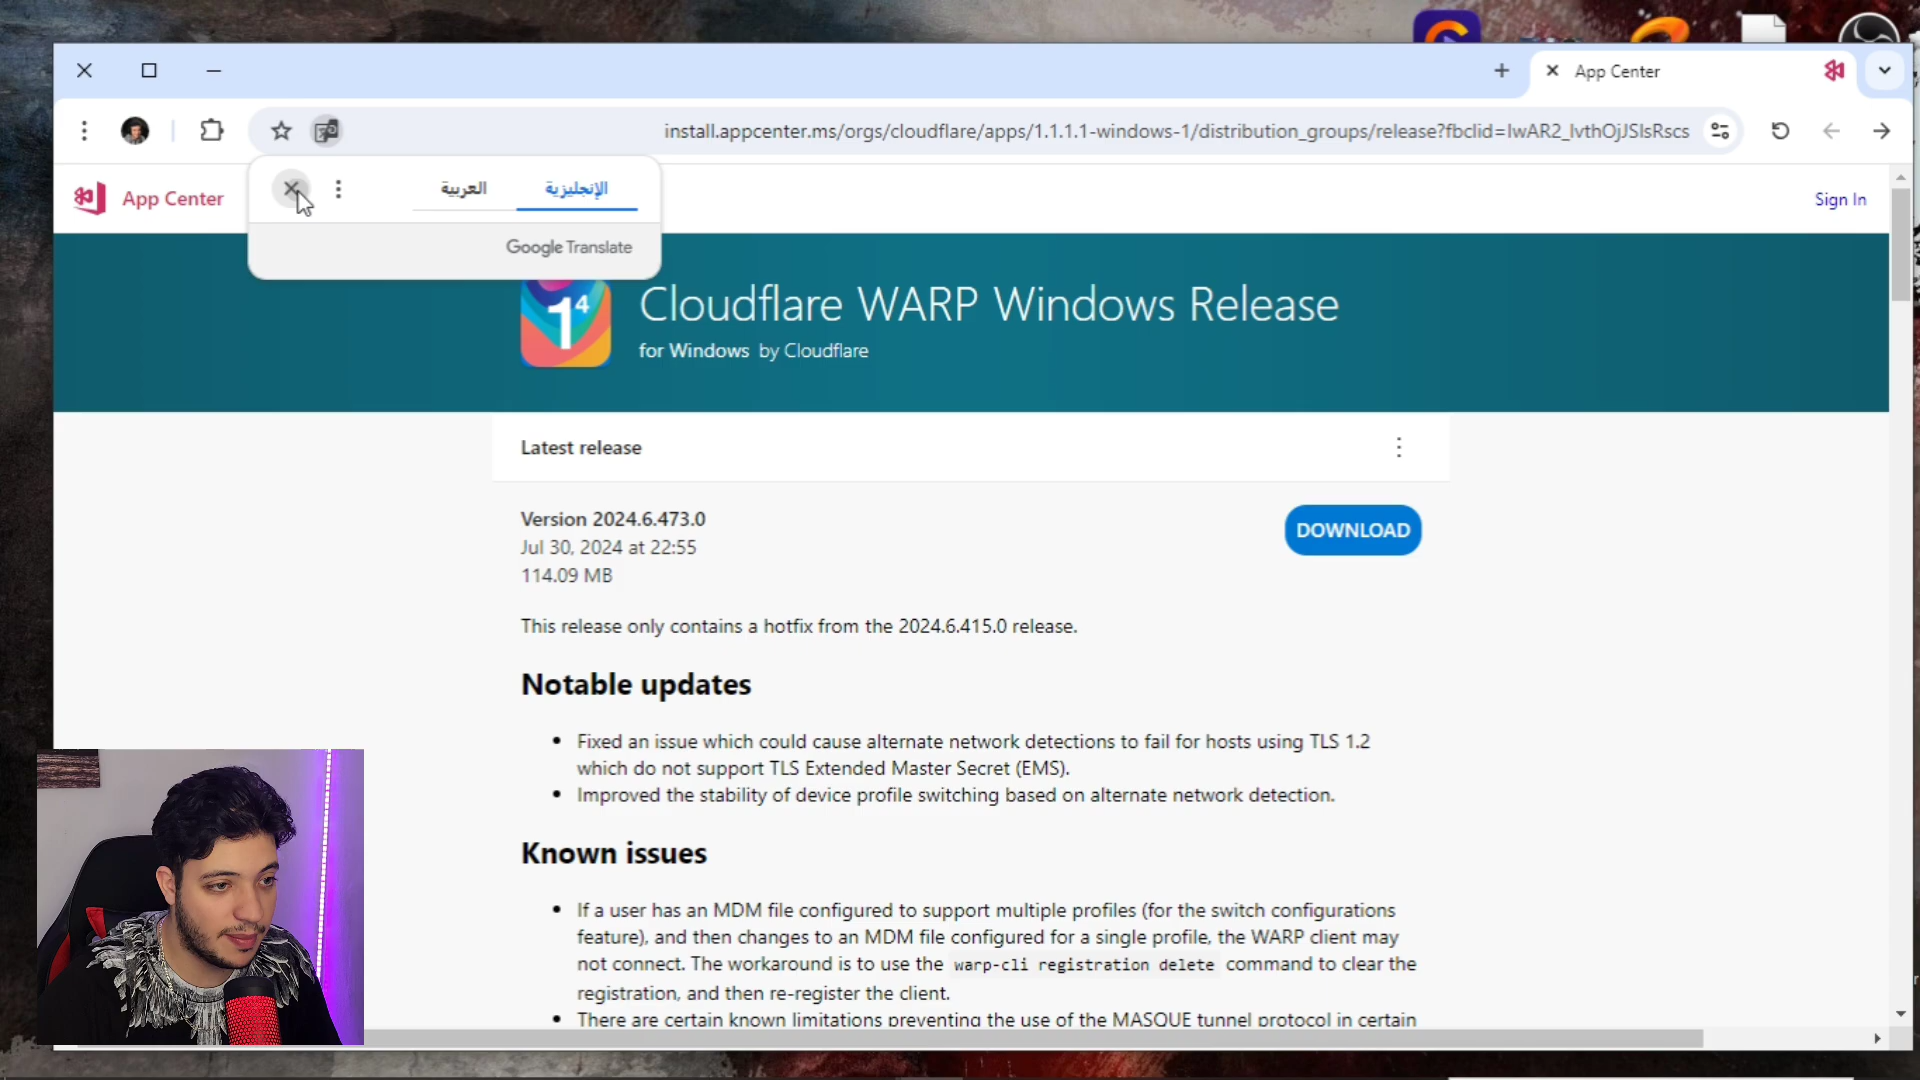 App Center
install.appcenter.ms/orgs/cloudflare/apps/1.1.1.1-windows-1/distribution_groups/release?fbclid=IwAR2_IvthOjJSIsRscs
App Center
العربية
الإنجليزية
Sign In
Google Translate
1⁴
Cloudflare WARP Windows Release
for Windows by Cloudflare
Latest release
Version 2024.6.473.0
DOWNLOAD
Jul 30, 2024 at 22:55
114.09 MB
This release only contains a hotfix from the 2024.6.415.0 release.
Notable updates
• Fixed an issue which could cause alternate network detections to fail for hosts using TLS 1.2
which do not support TLS Extended Master Secret (EMS).
• Improved the stability of device profile switching based on alternate network detection.
Known issues
• If a user has an MDM file configured to support multiple profiles (for the switch configurations
feature), and then changes to an MDM file configured for a single profile, the WARP client may
not connect. The workaround is to use the warp-cli registration delete command to clear the
registration, and then re-register the client.
• There are certain known limitations preventing the use of the MASQUE tunnel protocol in certain